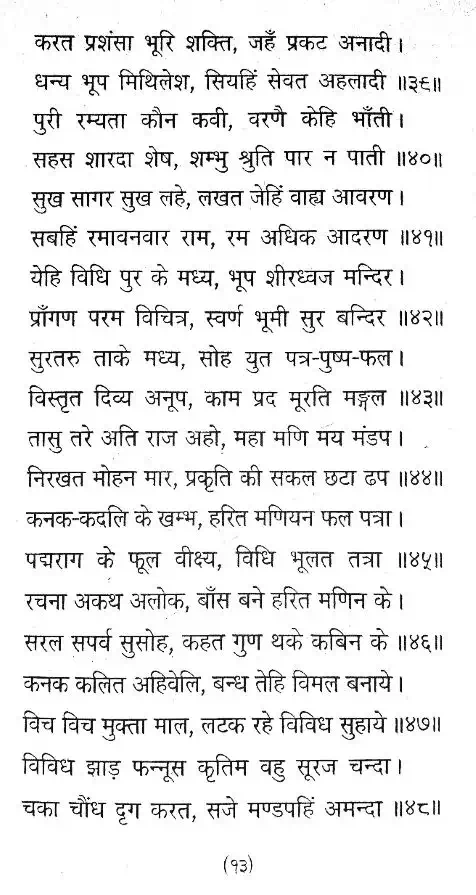 करत प्रशंसा भूरि शक्ति, जहँ प्रकट अनादी।
धन्य भूप मिथिलेश, सियहिं सेवत अहलादी ॥३९॥
पुरी रम्यता कौन कवी, वरणै केहि भाँती।
सहस शारदा शेष, शम्भु श्रुति पार न पाती ॥४०॥
सुख सागर सुख लहे, लखत जेहिं वाह्य आवरण।
सबहिं रमावनवार राम, रम अधिक आदरण ॥४१॥
येहि विधि पुर के मध्य, भूप शीरध्वज मन्दिर।
प्राँगण परम विचित्र, स्वर्ण भूमी सुर बन्दिर ॥४२॥
सुरतरु ताके मध्य, सोह युत पत्र-पुष्प-फल।
विस्तृत दिव्य अनूप, काम प्रद मूरति मङ्गल ॥४३॥
तासु तरे अति राज अहो, महा मणि मय मंडप।
निरखत मोहन मार, प्रकृति की सकल छटा ढप ॥४४॥
कनक-कदलि के खम्भ, हरित मणियन फल पत्रा।
पद्मराग के फूल वीक्ष्य, विधि भूलत तत्रा ॥४५॥
रचना अकथ अलोक, बाँस बने हरित मणिन के।
सरल सपर्व सुसोह, कहत गुण थके कबिन के ॥४६॥
कनक कलित अहिवेलि, बन्ध तेहि विमल बनाये।
विच विच मुक्ता माल, लटक रहे विविध सुहाये ॥४७॥
विविध झाड़ फन्नूस कृतिम वहु सूरज चन्दा।
चका चौंध दृग करत, सजे मण्डपहिं अमन्दा ॥४८॥
(१३)